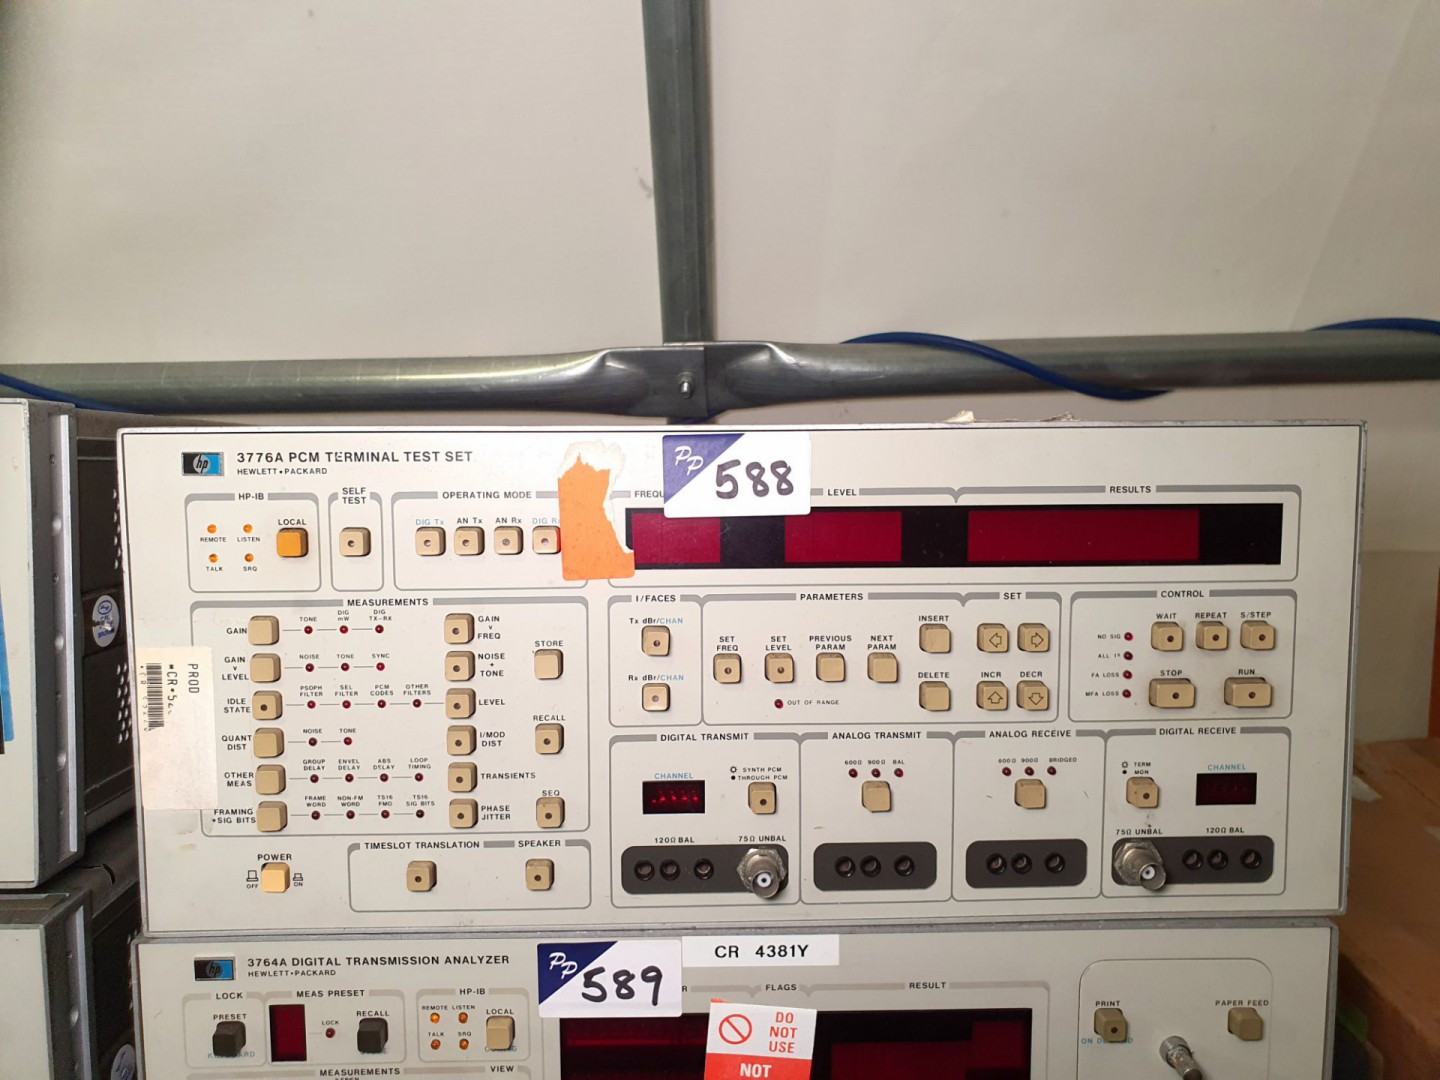 hp
3776A PCM TERMINAL TEST SET
HEWLETT • PACKARD
PP
588
HP-IB
REMOTE
LISTEN
TALK
SRQ
LOCAL
SELF
TEST
OPERATING MODE
DIG Tx
AN Tx
AN Rx
DIG
LEVEL
RESULTS
MEASUREMENTS
GAIN
TONE
DIG
mW
DIG
TX-RX
GAIN
v
FREQ
GAIN
v
LEVEL
NOISE
TONE
SYNC
NOISE
+
TONE
STORE
IDLE
STATE
PSOPH
FILTER
SEL
FILTER
PCM
CODES
OTHER
FILTERS
LEVEL
QUANT
DIST
NOISE
TONE
I/MOD
DIST
RECALL
OTHER
MEAS
GROUP
DELAY
ENVEL
DELAY
ABS
DELAY
LOOP
TIMING
TRANSIENTS
FRAMING
+SIG BITS
FRAME
WORD
NON-FM
WORD
TS16
FMO
TS16
SIG BITS
PHASE
JITTER
SEQ
PROD
POWER
OFF
ON
TIMESLOT TRANSLATION
SPEAKER
I/FACES
Tx dBr/CHAN
Rx dBr/CHAN
PARAMETERS
SET
FREQ
SET
LEVEL
PREVIOUS
PARAM
NEXT
PARAM
OUT OF RANGE
INSERT
DELETE
SET
INCR
DECR
CONTROL
NO SIG
ALL 1s
FA LOSS
MFA LOSS
WAIT
REPEAT
S/STEP
STOP
RUN
DIGITAL TRANSMIT
CHANNEL
SYNTH PCM
THROUGH PCM
120Ω BAL
75Ω UNBAL
ANALOG TRANSMIT
600Ω
900Ω
BAL
ANALOG RECEIVE
600Ω
900Ω
BRIDGED
DIGITAL RECEIVE
TERM
MON
CHANNEL
75Ω UNBAL
120Ω BAL
hp
3764A DIGITAL TRANSMISSION ANALYZER
HEWLETT • PACKARD
PP
589
CR 4381Y
LOCK
PRESET
MEAS PRESET
LOCK
RECALL
HP-IB
REMOTE
LISTEN
TALK
SRQ
LOCAL
FLAGS
RESULT
DO
NOT
USE
NOT
PRINT
PAPER FEED
MEASUREMENTS
VIEW